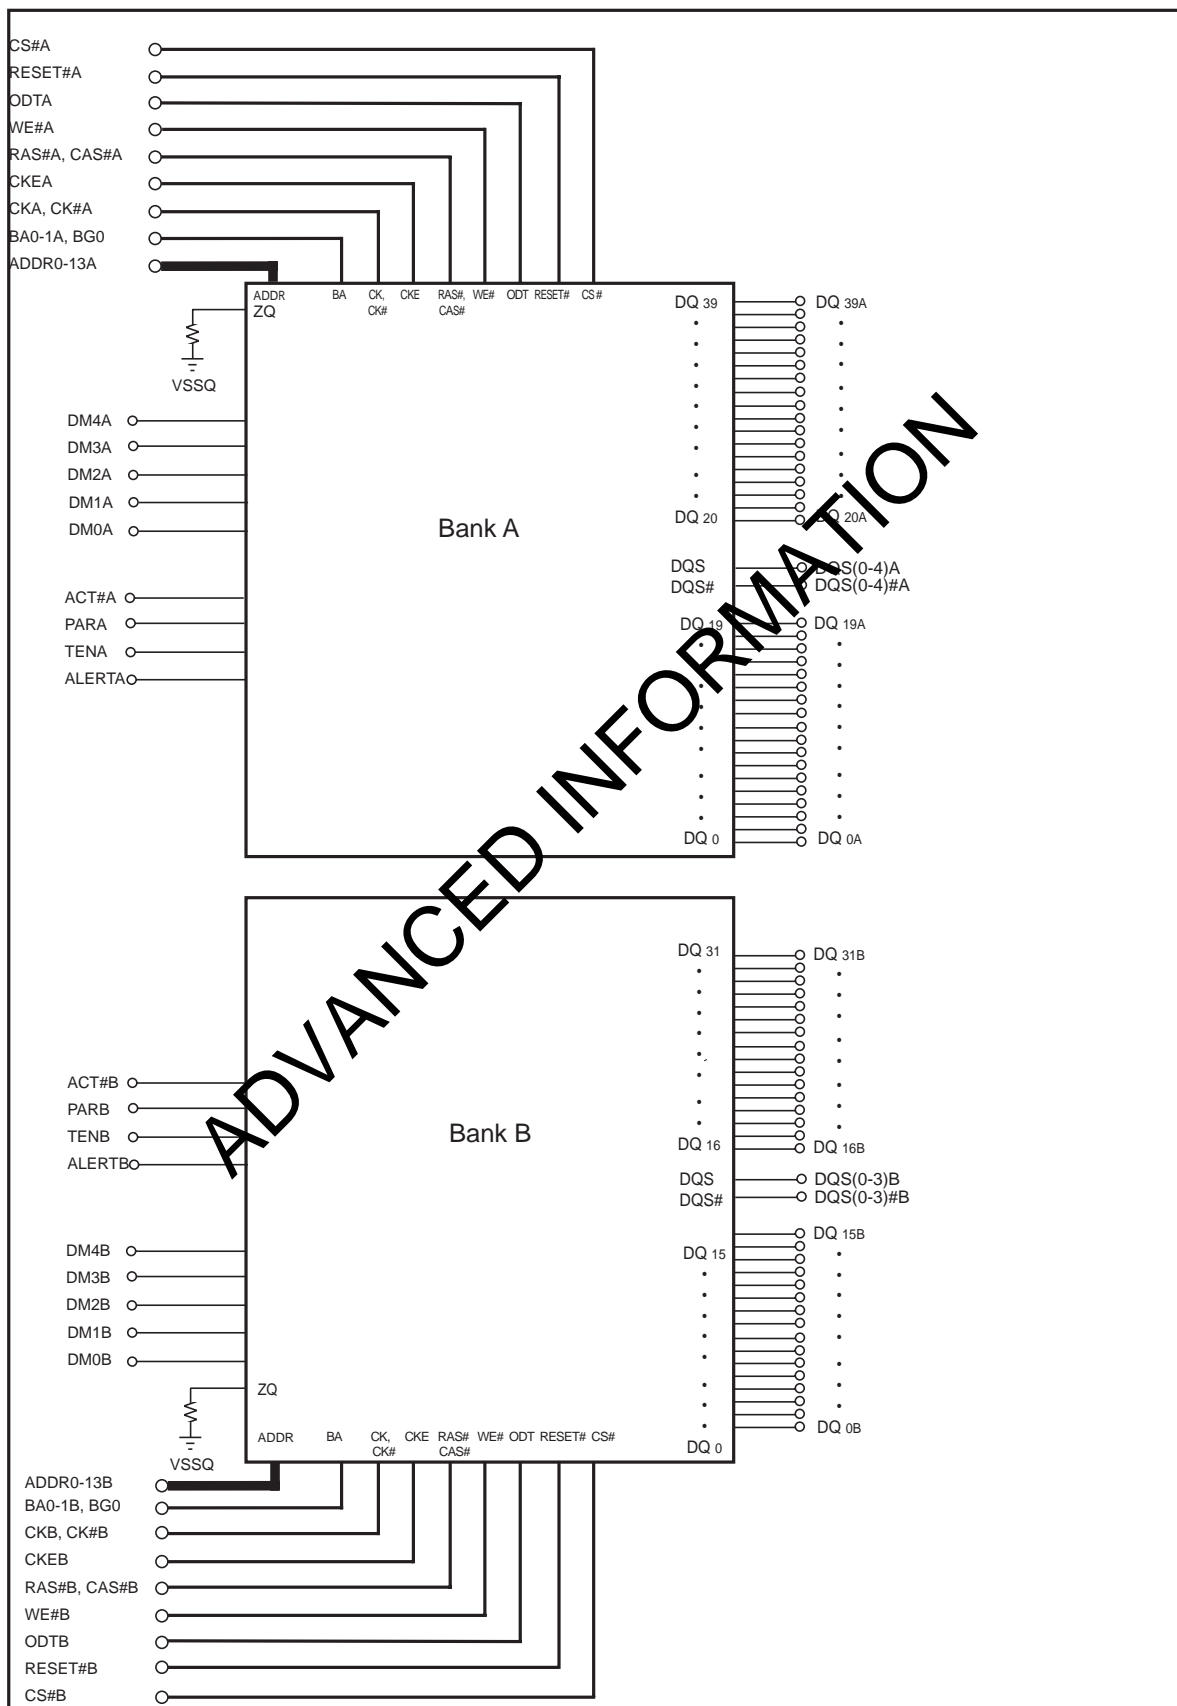 CS#A
RESET#A
ODTA
WE#A
RAS#A, CAS#A
CKEA
CKA, CK#A
BA0-1A, BG0
ADDR0-13A
ADDR BA CK, CKE RAS#, WE# ODT RESET# CS#
CK# CAS#
ZQ
VSSQ
DM4A
DM3A
DM2A
DM1A
DM0A
ACT#A
PARA
TENA
ALERTA
Bank A
DQ 39 DQ 39A
DQ 20 DQ 20A
DQS DQS(0-4)A
DQS# DQS(0-4)#A
DQ 19 DQ 19A
DQ 0 DQ 0A
ADVANCED INFORMATION
DQ 31 DQ 31B
ACT#B
PARB
TENB
ALERTB
Bank B
DQ 16 DQ 16B
DQS DQS(0-3)B
DQS# DQS(0-3)#B
DQ 15 DQ 15B
DM4B
DM3B
DM2B
DM1B
DM0B
ZQ
VSSQ
DQ 0 DQ 0B
ADDR BA CK, CKE RAS# WE# ODT RESET# CS#
CK# CAS#
ADDR0-13B
BA0-1B, BG0
CKB, CK#B
CKEB
RAS#B, CAS#B
WE#B
ODTB
RESET#B
CS#B